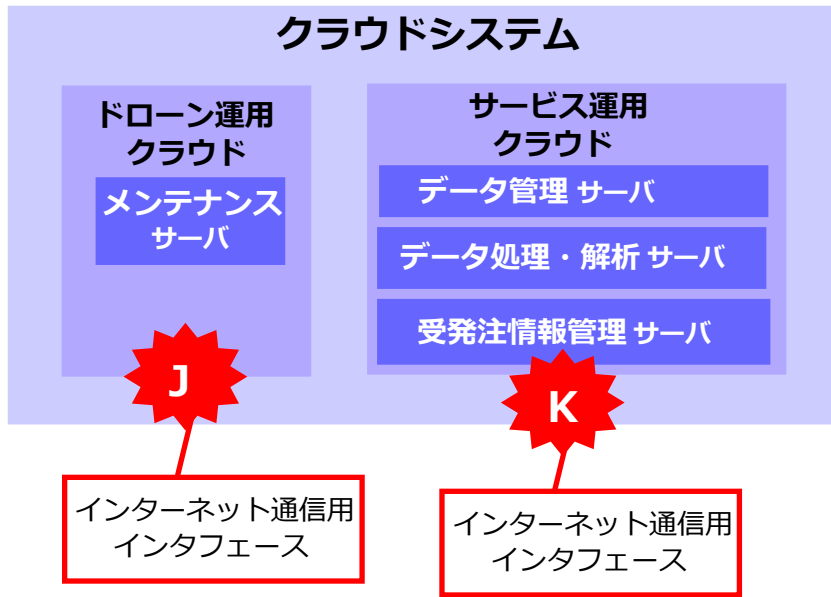 クラウドシステム
ドローン運用
クラウド
メンテナンス
サーバ
サービス運用
クラウド
データ管理 サーバ
データ処理・解析 サーバ
受発注情報管理 サーバ
J
K
インターネット通信用
インタフェース
インターネット通信用
インタフェース